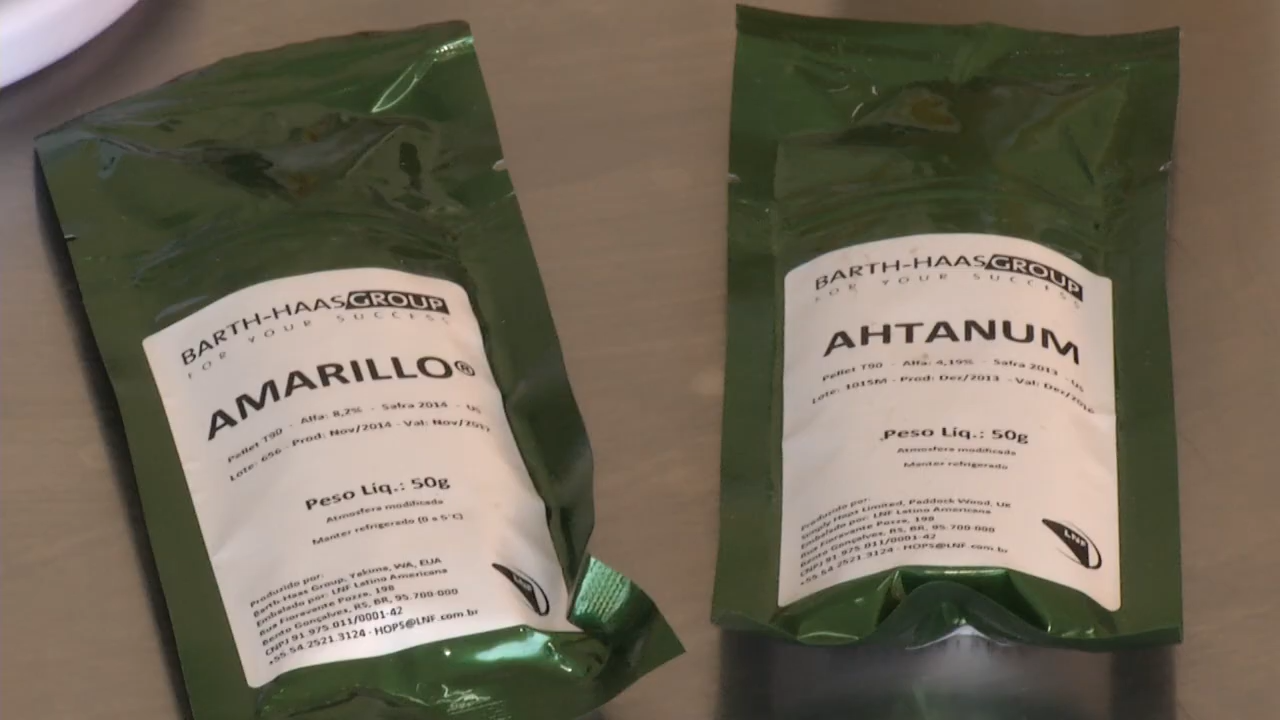 BARTH-HAAS GROUP
FOR YOUR SUCCESS
AMARILLO®
Pellet T90 - Alfa: 8,2% - Safra 2014 - US
Lote: 656 - Prod: Nov/2014 - Val: Nov/2017
Peso Liq.: 50g
Atmosfera modificada
Manter refrigerado (0 a 5°C)
Produzido por:
Barth-Haas Group, Yakima, WA, EUA
Embalado por: LNF Latino Americana
Rua Fioravante Pozza, 198
Bento Gonçalves, RS, BR, 95.700-000
CNPJ 91.975.011/0001-42
+55.54.2521.3124 - HOPS@LNF.com.br
LNF
BARTH-HAAS GROUP
FOR YOUR SUCCESS
AHTANUM
Pellet T90 - Alfa: 4,19% - Safra 2013 - US
Lote: 1015M - Prod: Dez/2013 - Val: Dez/2016
Peso Liq.: 50g
Atmosfera modificada
Manter refrigerado
Produzido por:
Simply Hops Limited, Paddock Wood, UK
Embalado por: LNF Latino Americana
Rua Fioravante Pozza, 198
Bento Gonçalves, RS, BR, 95.700-000
CNPJ 91.975.011/0001-42
+55.54.2521.3124 - HOPS@LNF.com.br
LNF